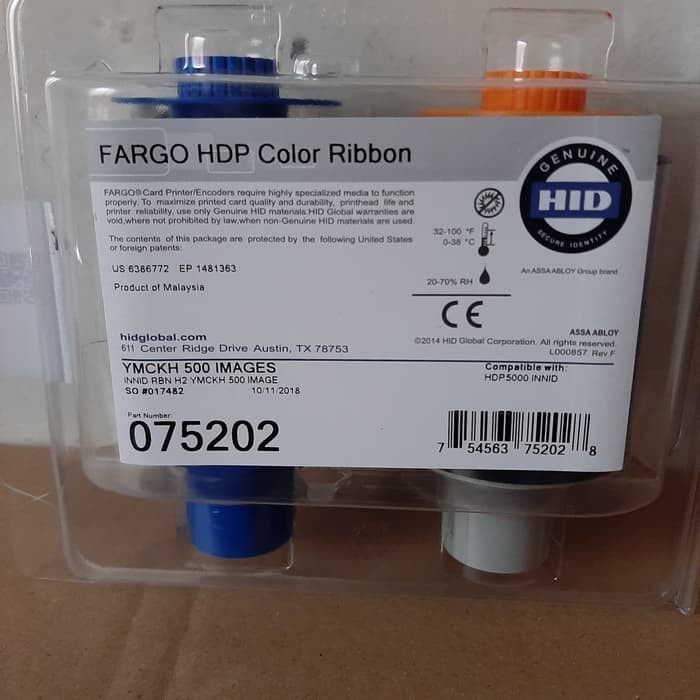 FARGO HDP Color Ribbon
GENUINE
HID
SECURE IDENTITY
™
An ASSA ABLOY Group brand
FARGO® Card Printer/Encoders require highly specialized media to function
properly. To maximize printed card quality and durability, printhead life and
printer reliability, use only Genuine HID materials.HID Global warranties are
void,where not prohibited by law.when non-Genuine HID materials are used.
The contents of this package are protected by the following United States
or foreign patents:
US 6386772 EP 1481363
Product of Malaysia
32-100 °F
0-38 °C
20-70% RH
CE
hidglobal.com
611 Center Ridge Drive Austin, TX 78753
ASSA ABLOY
©2014 HID Global Corporation. All rights reserved.
L000857 Rev F
YMCKH 500 IMAGES
INNID RBN H2 YMCKH 500 IMAGE
SO #017482 10/11/2018
Compatible with:
HDP5000 INNID
Part Number:
075202
7 54563 75202 8